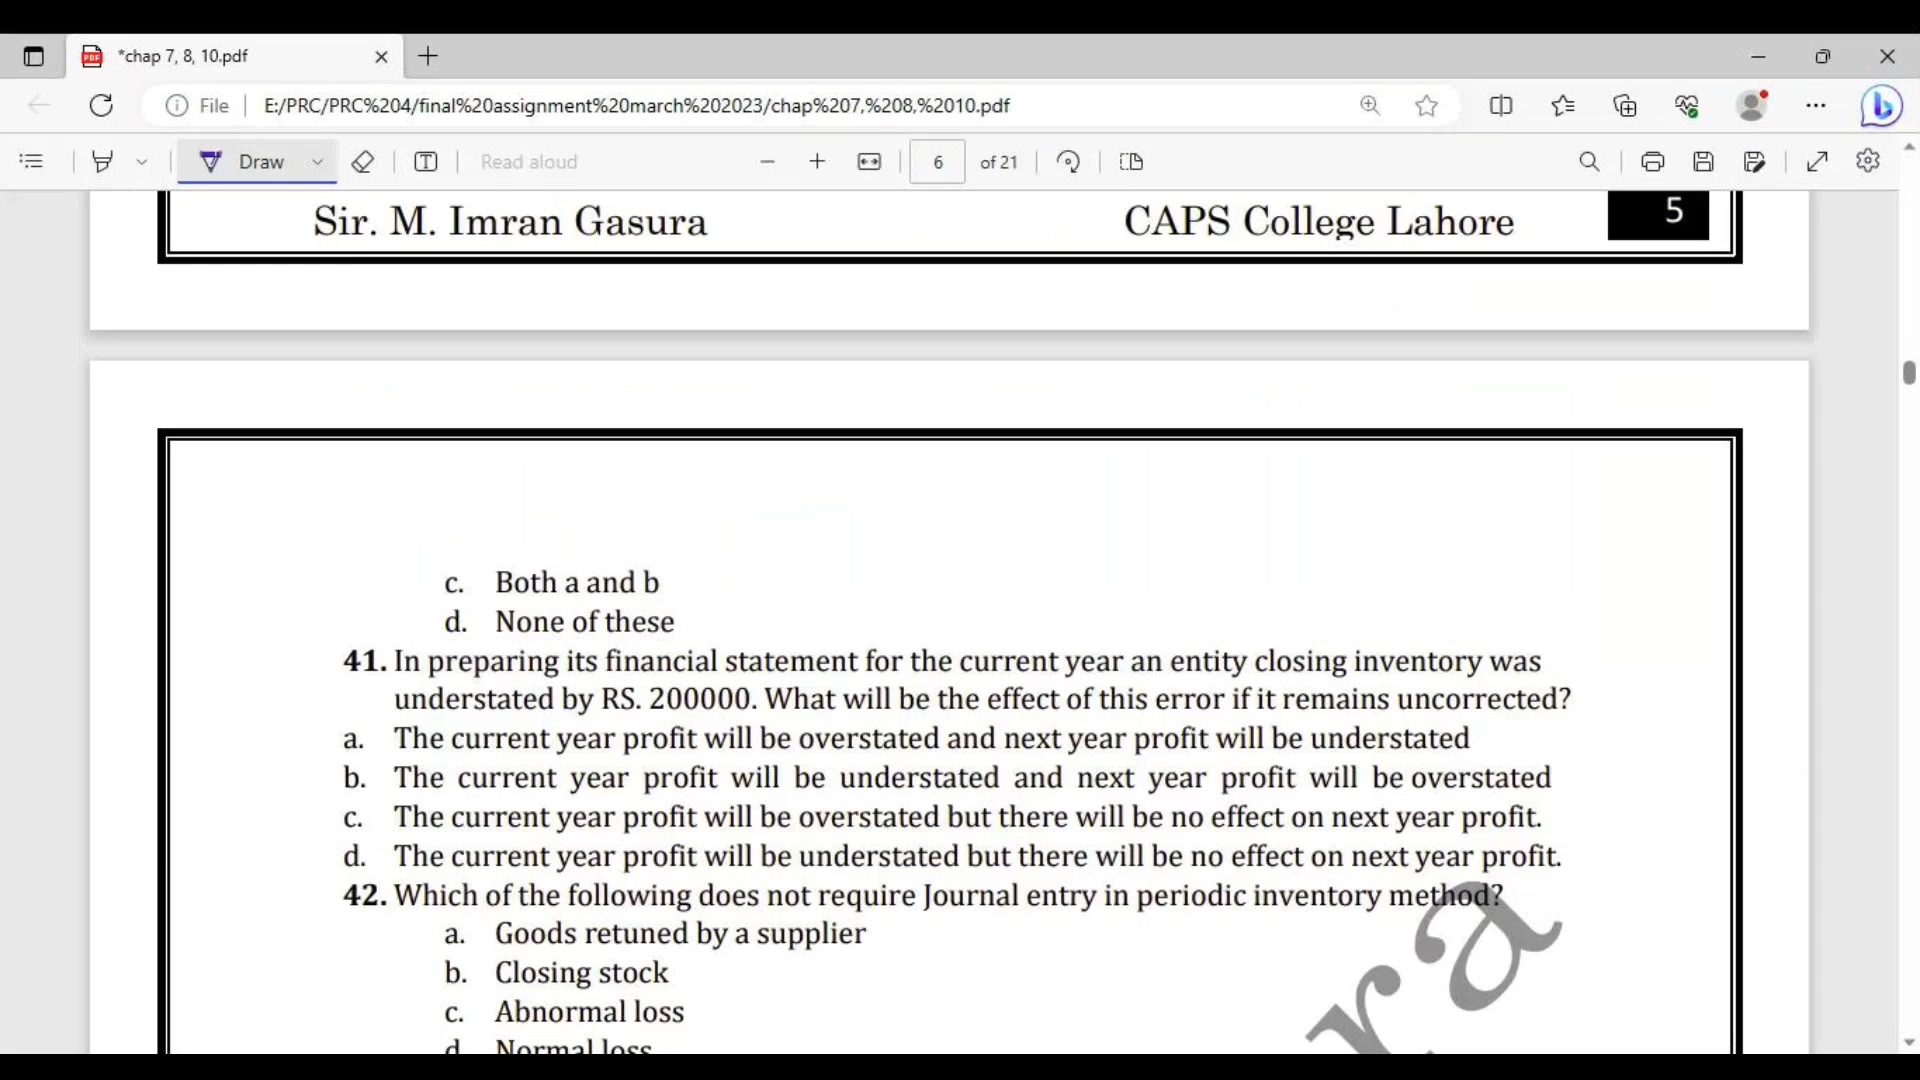 *chap 7, 8, 10.pdf
File
E:/PRC/PRC%204/final%20assignment%20march%202023/chap%207,%208,%2010.pdf
Draw
Read aloud
6 of 21
Sir. M. Imran Gasura CAPS College Lahore 5
c. Both a and b
d. None of these
41. In preparing its financial statement for the current year an entity closing inventory was
understated by RS. 200000. What will be the effect of this error if it remains uncorrected?
a. The current year profit will be overstated and next year profit will be understated
b. The current year profit will be understated and next year profit will be overstated
c. The current year profit will be overstated but there will be no effect on next year profit.
d. The current year profit will be understated but there will be no effect on next year profit.
42. Which of the following does not require Journal entry in periodic inventory method?
a. Goods retuned by a supplier
b. Closing stock
c. Abnormal loss
d Normal loss
ra